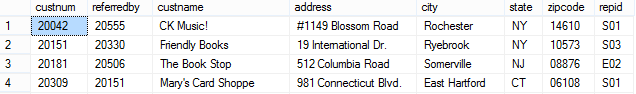 custnum referredby custname address city state zipcode repid
1 20042 20555 CK Music! #1149 Blossom Road Rochester NY 14610 S01
2 20151 20330 Friendly Books 19 International Dr. Ryebrook NY 10573 S03
3 20181 20506 The Book Stop 512 Columbia Road Somerville NJ 08876 E02
4 20309 20151 Mary's Card Shoppe 981 Connecticut Blvd. East Hartford CT 06108 S01